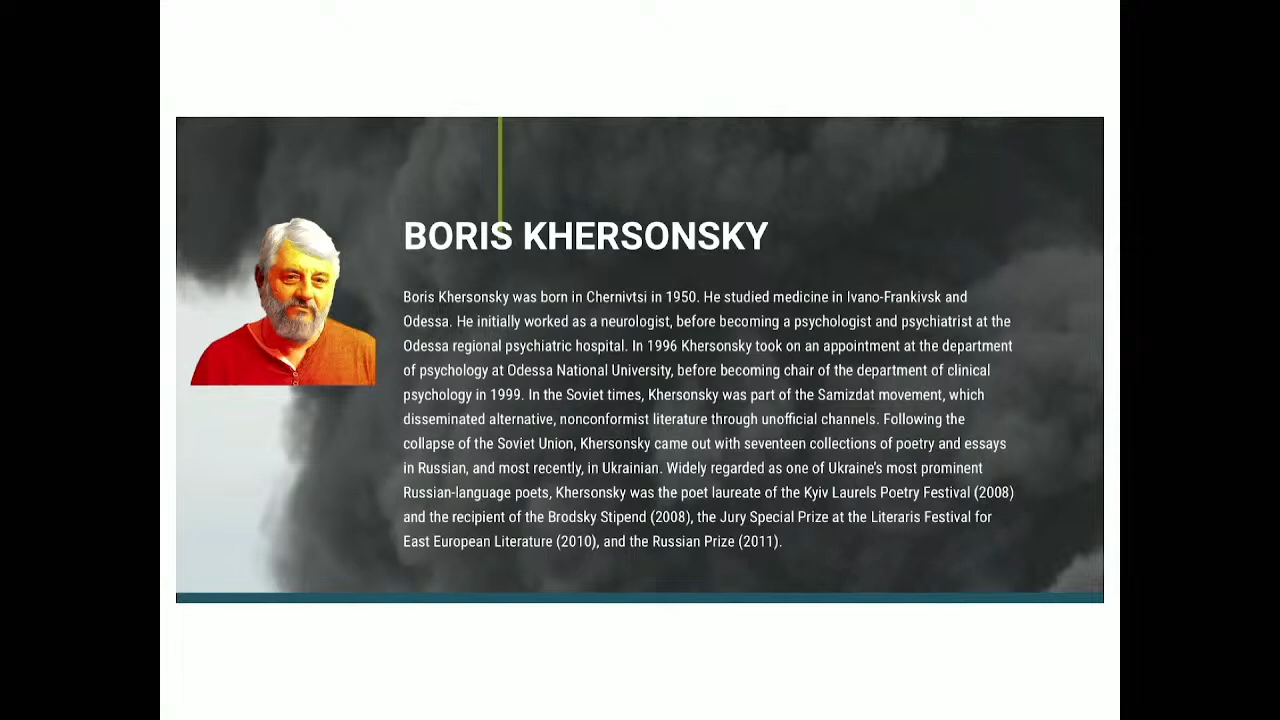 BORIS KHERSONSKY
Boris Khersonsky was born in Chernivtsi in 1950. He studied medicine in Ivano-Frankivsk and
Odessa. He initially worked as a neurologist, before becoming a psychologist and psychiatrist at the
Odessa regional psychiatric hospital. In 1996 Khersonsky took on an appointment at the department
of psychology at Odessa National University, before becoming chair of the department of clinical
psychology in 1999. In the Soviet times, Khersonsky was part of the Samizdat movement, which
disseminated alternative, nonconformist literature through unofficial channels. Following the
collapse of the Soviet Union, Khersonsky came out with seventeen collections of poetry and essays
in Russian, and most recently, in Ukrainian. Widely regarded as one of Ukraine's most prominent
Russian-language poets, Khersonsky was the poet laureate of the Kyiv Laurels Poetry Festival (2008)
and the recipient of the Brodsky Stipend (2008), the Jury Special Prize at the Literaris Festival for
East European Literature (2010), and the Russian Prize (2011).